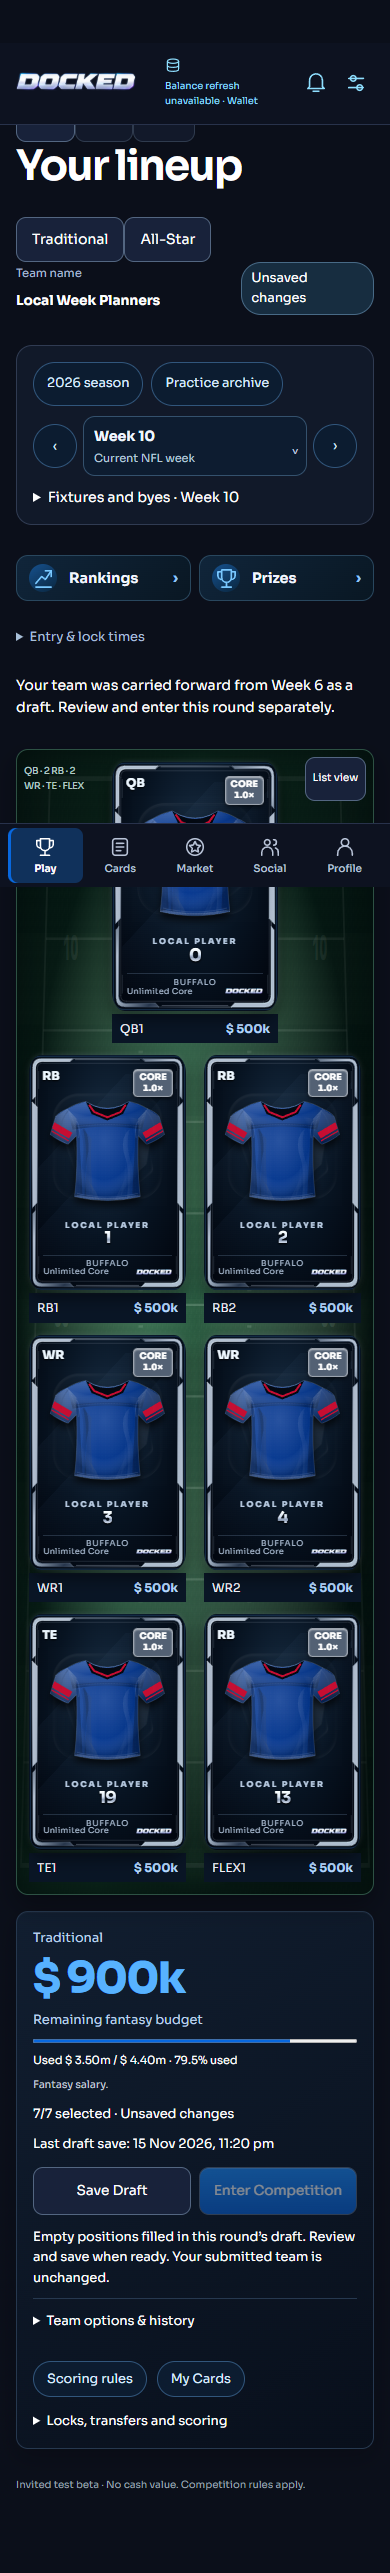 DOCKED
Balance refresh
unavailable · Wallet
Your lineup
Traditional
All-Star
Team name
Local Week Planners
Unsaved
changes
2026 season
Practice archive
‹
Week 10
Current NFL week
v
›
▶ Fixtures and byes · Week 10
Rankings ›
Prizes ›
▶ Entry & lock times
Your team was carried forward from Week 6 as a
draft. Review and enter this round separately.
QB · 2 RB · 2
WR · TE · FLEX
QB
CORE
1.0×
List view
Play
Cards
Market
Social
Profile
10
10
LOCAL PLAYER
0
BUFFALO
Unlimited Core
DOCKED
QB1
$ 500k
RB
CORE
1.0×
LOCAL PLAYER
1
BUFFALO
Unlimited Core
DOCKED
RB1
$ 500k
RB
CORE
1.0×
LOCAL PLAYER
2
BUFFALO
Unlimited Core
DOCKED
RB2
$ 500k
WR
CORE
1.0×
LOCAL PLAYER
3
BUFFALO
Unlimited Core
DOCKED
WR1
$ 500k
WR
CORE
1.0×
LOCAL PLAYER
4
BUFFALO
Unlimited Core
DOCKED
WR2
$ 500k
TE
CORE
1.0×
LOCAL PLAYER
19
BUFFALO
Unlimited Core
DOCKED
TE1
$ 500k
RB
CORE
1.0×
LOCAL PLAYER
13
BUFFALO
Unlimited Core
DOCKED
FLEX1
$ 500k
Traditional
$ 900k
Remaining fantasy budget
Used $ 3.50m / $ 4.40m · 79.5% used
Fantasy salary.
7/7 selected · Unsaved changes
Last draft save: 15 Nov 2026, 11:20 pm
Save Draft
Enter Competition
Empty positions filled in this round's draft. Review
and save when ready. Your submitted team is
unchanged.
▶ Team options & history
Scoring rules
My Cards
▶ Locks, transfers and scoring
Invited test beta · No cash value. Competition rules apply.